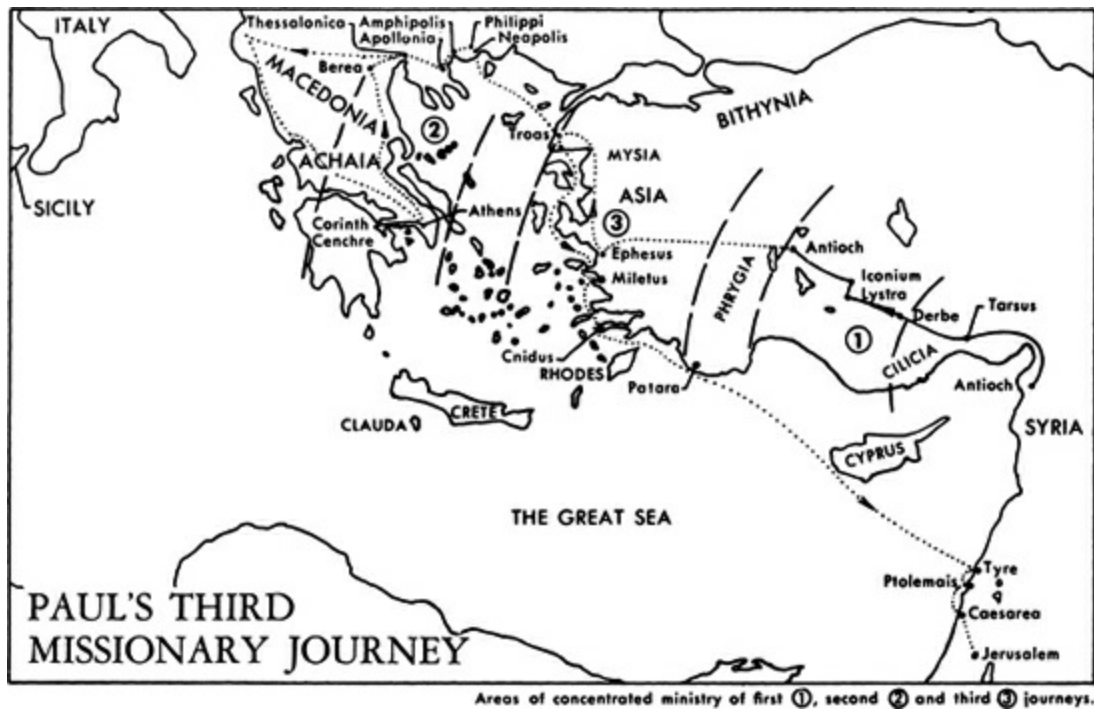 ITALY
Thessalonica
Amphipolis
Apollonia
Philippi
Neapolis
Berea
MACEDONIA
②
BITHYNIA
Troas
MYSIA
ACHAIA
ASIA
SICILY
Corinth
Cenchre
Athens
③
Ephesus
Antioch
Miletus
PHRYGIA
Iconium
Lystra
Derbe
Tarsus
①
CILICIA
Cnidus
RHODES
Patara
Antioch
CRETE
CLAUDA
SYRIA
CYPRUS
THE GREAT SEA
Tyre
Ptolemais
Caesarea
PAUL'S THIRD
MISSIONARY JOURNEY
Jerusalem
Areas of concentrated ministry of first ①, second ② and third ③ journeys.